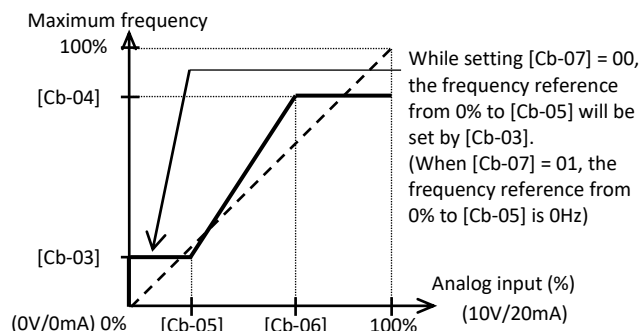 Maximum frequency
100%
[Cb-04]
[Cb-03]
While setting [Cb-07] = 00,
the frequency reference
from 0% to [Cb-05] will be
set by [Cb-03].
(When [Cb-07] = 01, the
frequency reference from
0% to [Cb-05] is 0Hz)
Analog input (%)
(10V/20mA)
(0V/0mA) 0% [Cb-05] [Cb-06] 100%